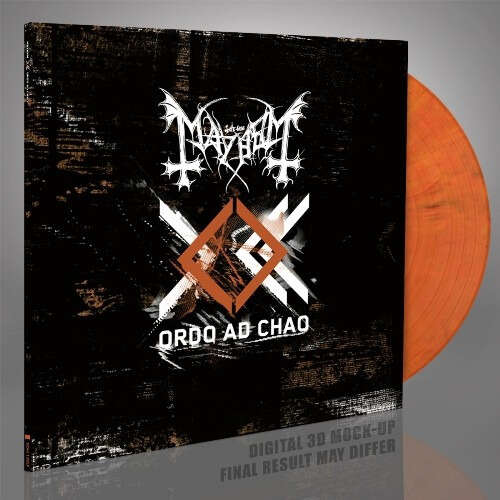 MAYHEM
ORDO AD CHAO
DIGITAL 3D MOCK-UP
FINAL RESULT MAY DIFFER